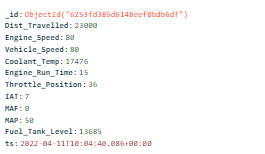 _id: ObjectId("6253fd385d6148eef0bdb6df")
Dist_Travelled: 23000
Engine_Speed: 80
Vehicle_Speed: 80
Coolant_Temp: 17476
Engine_Run_Time: 15
Throttle_Position: 36
IAT: 7
MAF: 0
MAP: 50
Fuel_Tank_Level: 13685
ts: 2022-04-11T10:04:40.086+00:00